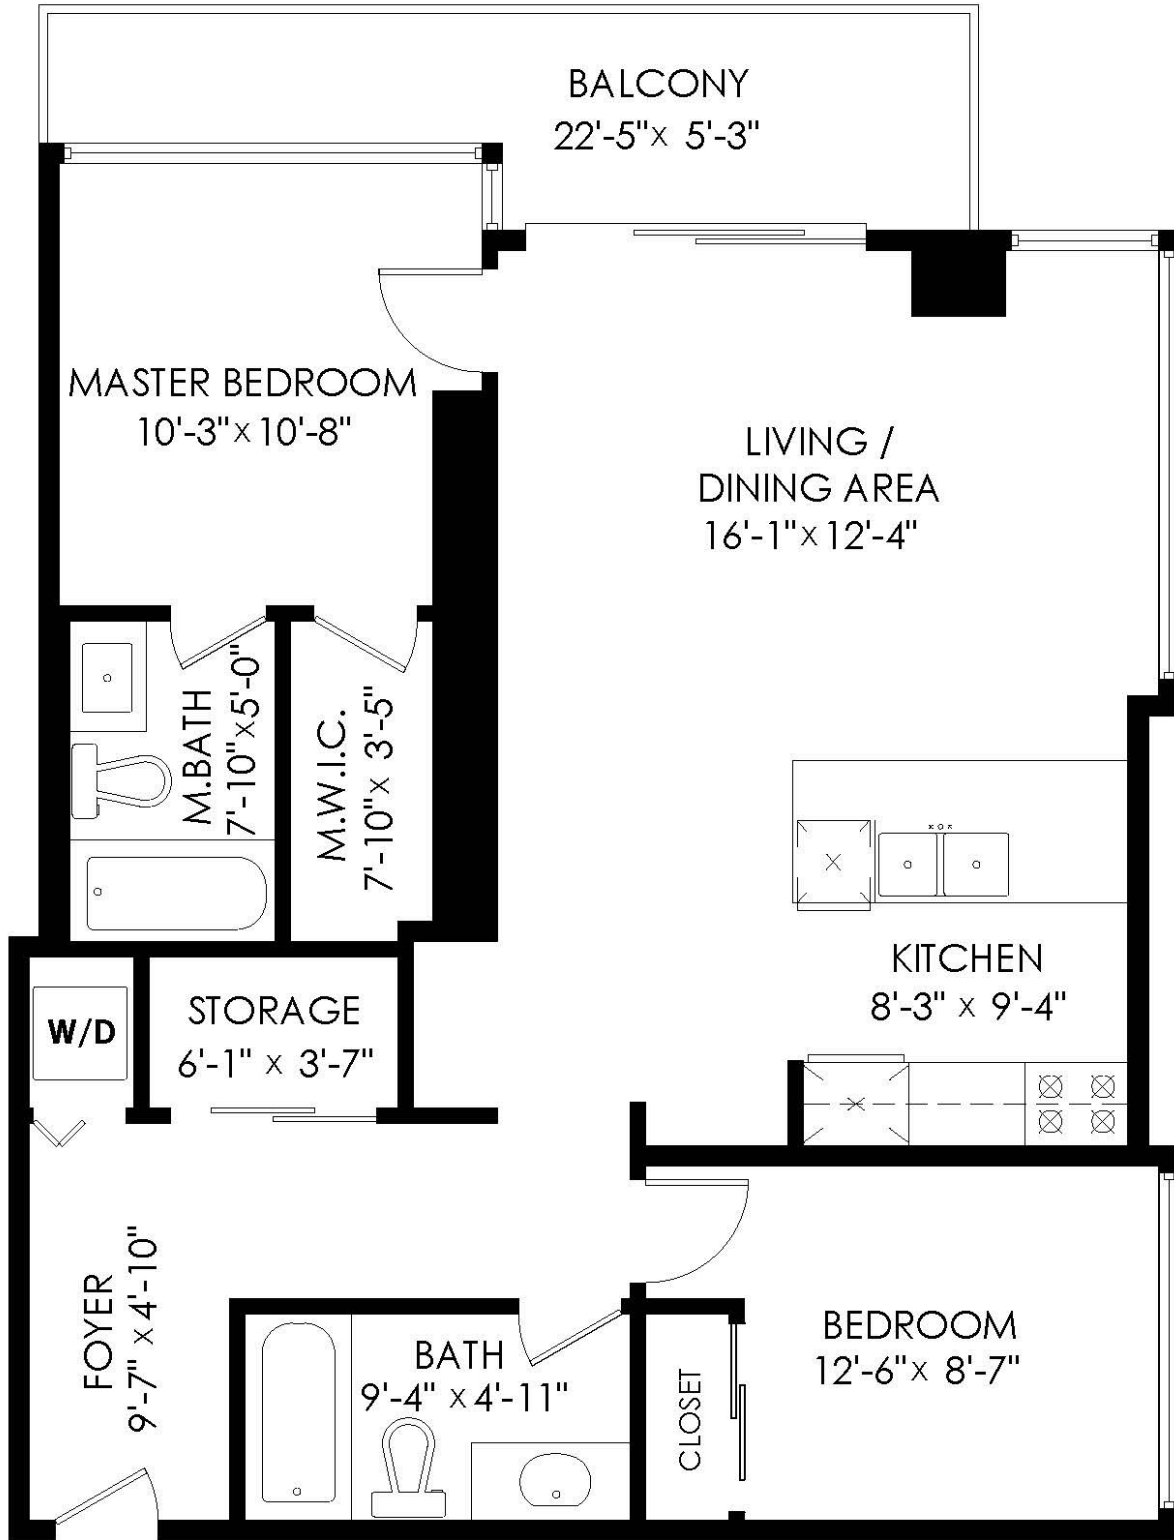 BALCONY
22'-5"x 5'-3"
MASTER BEDROOM
10'-3"x 10'-8"
LIVING /
DINING AREA
16'-1"x 12'-4"
M.BATH
7'-10"x5'-0"
M.W.I.C.
7'-10"x 3'-5"
KITCHEN
8'-3" x 9'-4"
W/D
STORAGE
6'-1" x 3'-7"
FOYER
9'-7" x 4'-10"
BATH
9'-4" x 4'-11"
CLOSET
BEDROOM
12'-6"x 8'-7"